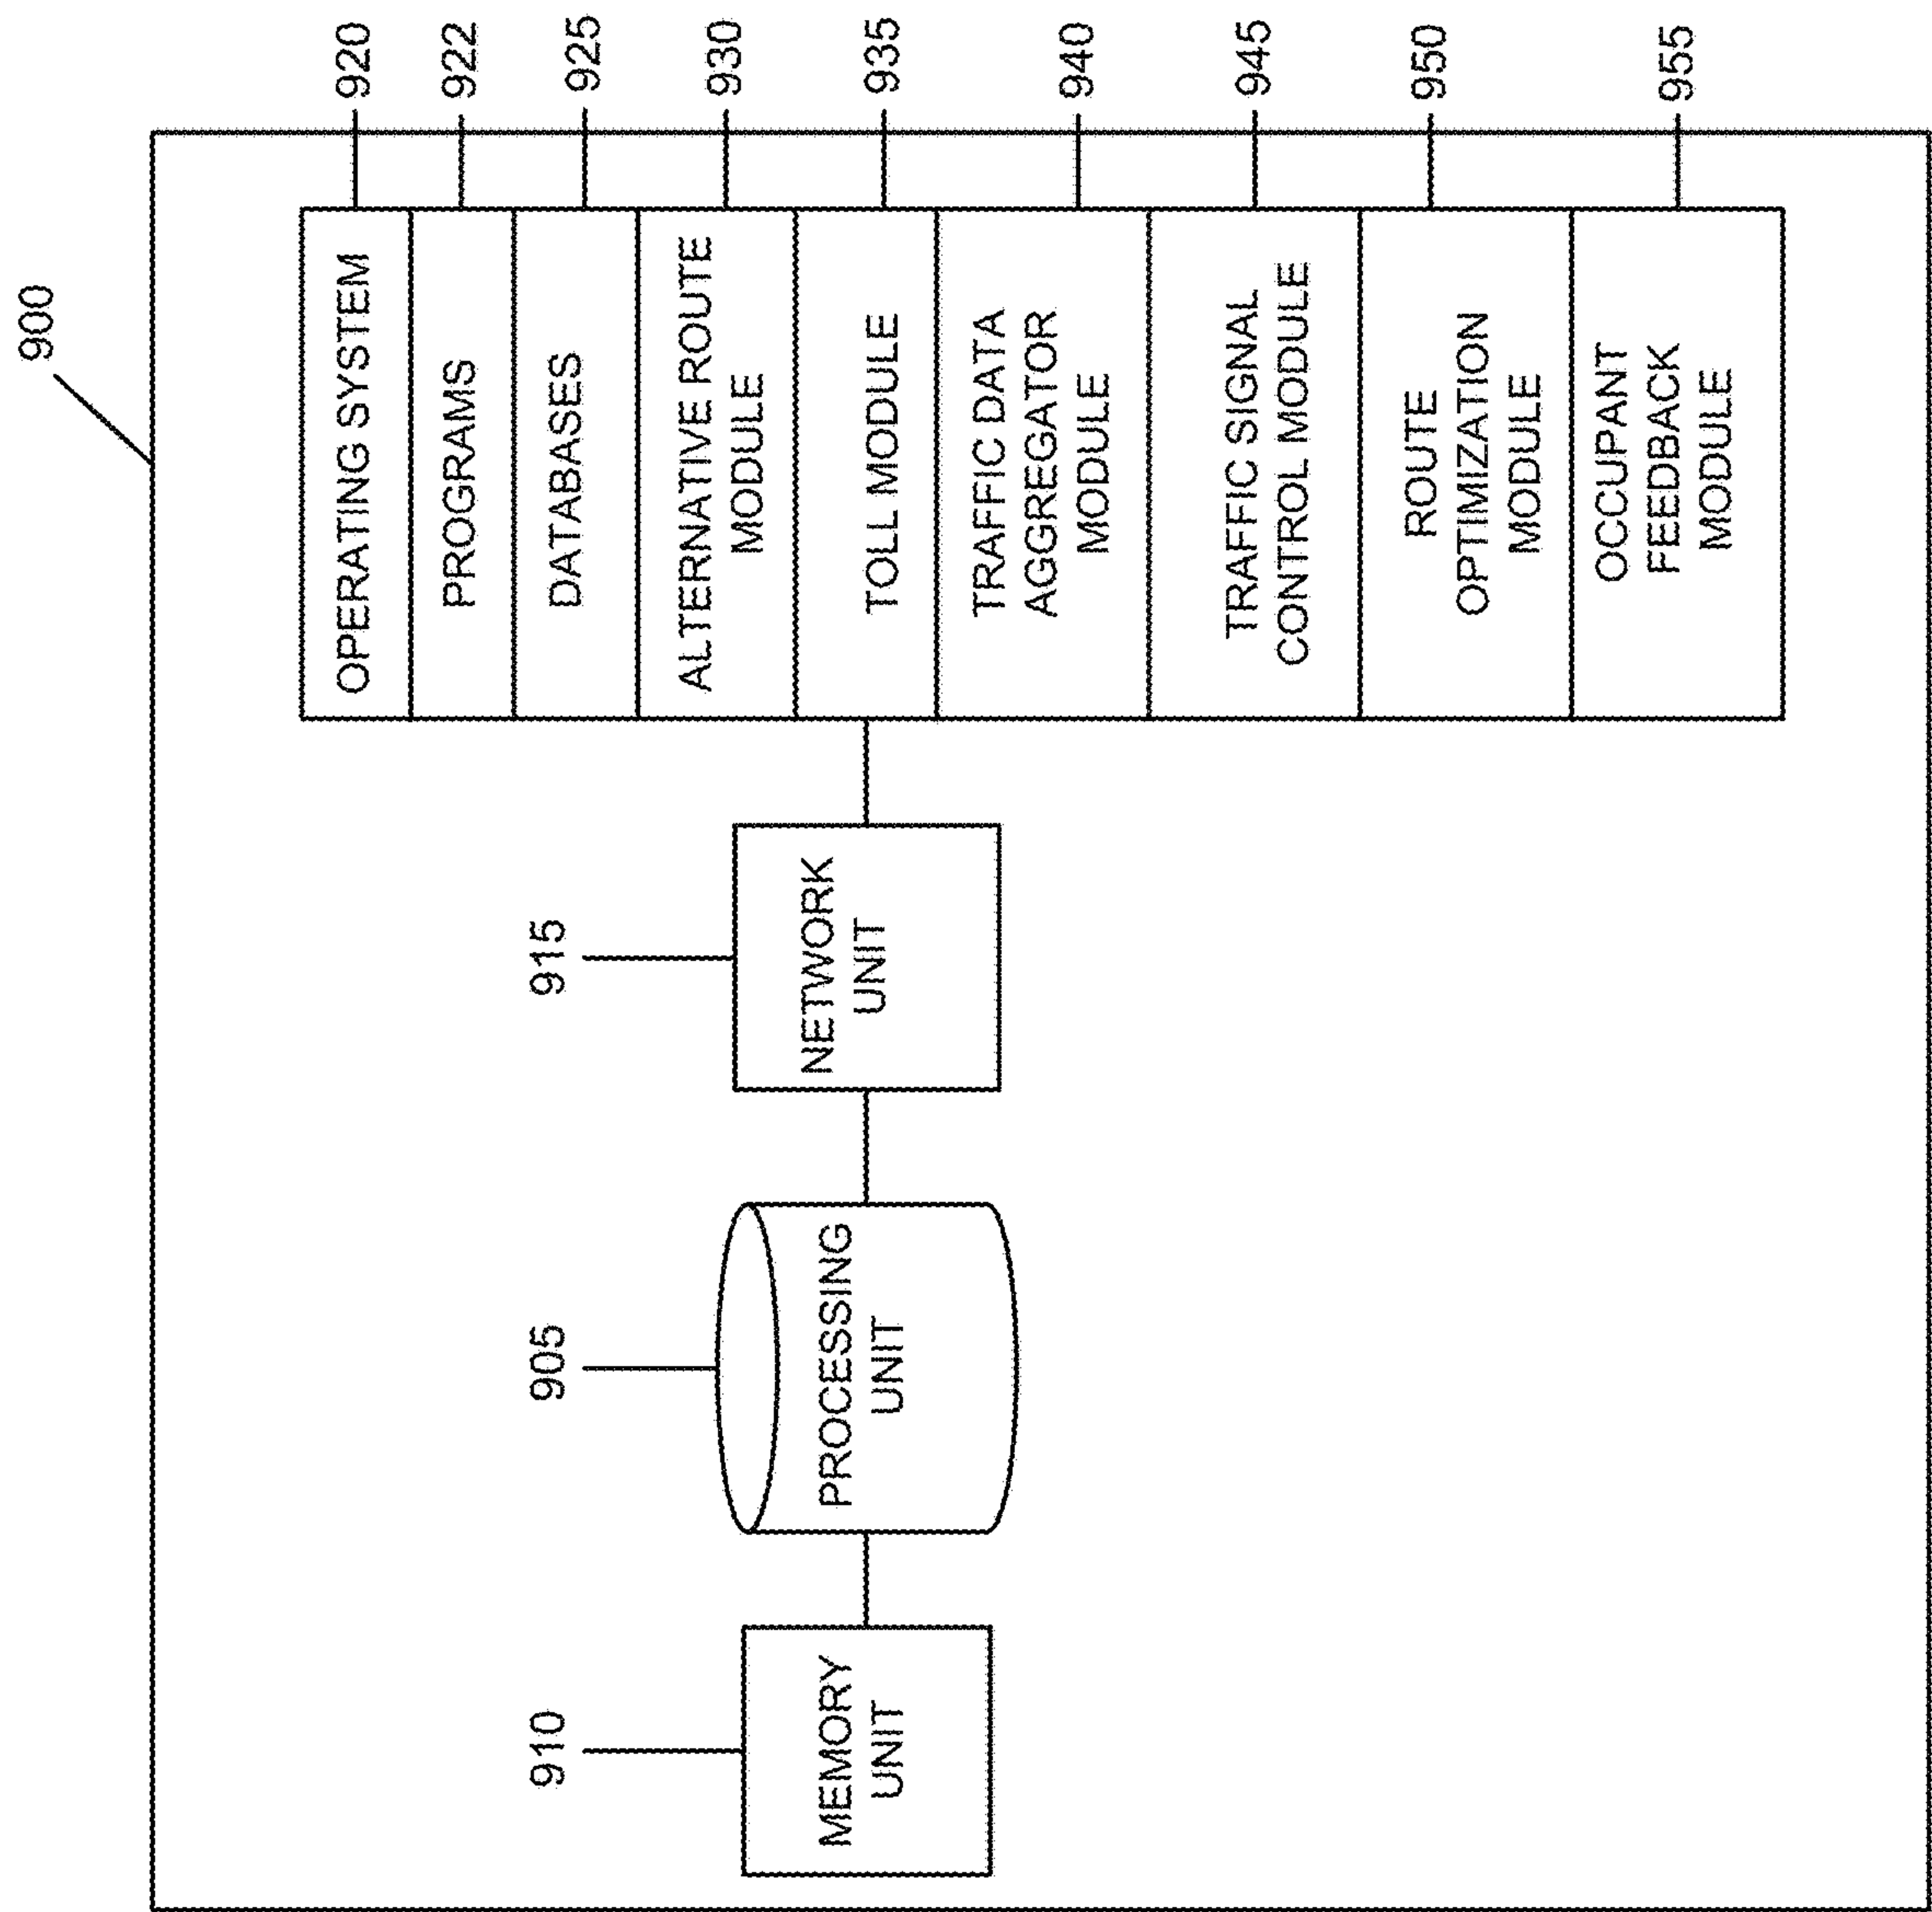 900
910
MEMORY
UNIT
905
PROCESSING
UNIT
915
NETWORK
UNIT
OPERATING SYSTEM
920
PROGRAMS
922
DATABASES
925
ALTERNATIVE ROUTE
MODULE
930
TOLL MODULE
935
TRAFFIC DATA
AGGREGATOR
MODULE
940
TRAFFIC SIGNAL
CONTROL MODULE
945
ROUTE
OPTIMIZATION
MODULE
950
OCCUPANT
FEEDBACK
MODULE
955